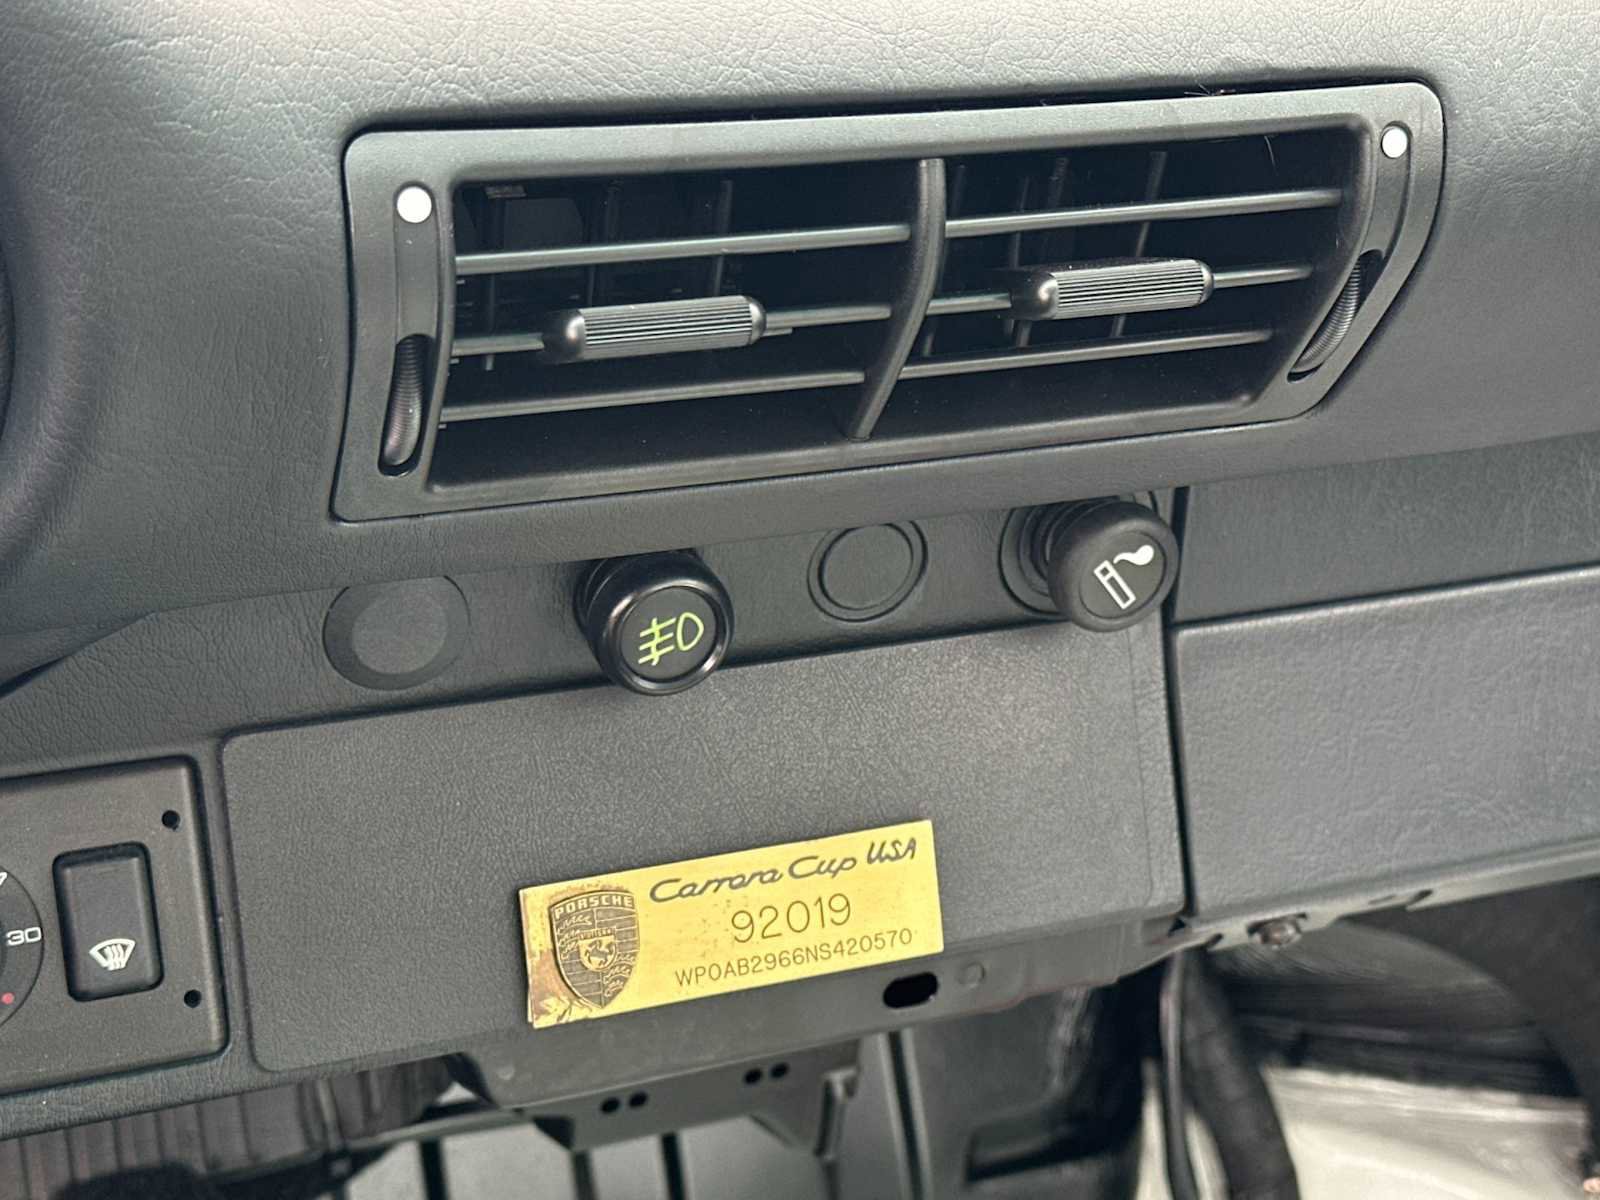 30
PORSCHE
Carrera Cup USA
92019
WP0AB2966NS420570